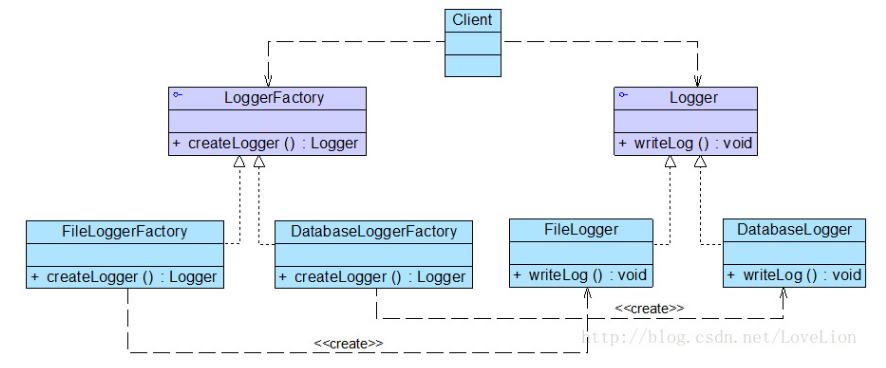 Client
LoggerFactory
+ createLogger () : Logger
Logger
+ writeLog () : void
FileLoggerFactory
+ createLogger () : Logger
DatabaseLoggerFactory
+ createLogger () : Logger
FileLogger
+ writeLog () : void
DatabaseLogger
+ writeLog () : void
<<create>>
<<create>>
http://blog.csdn.net/LoveLion